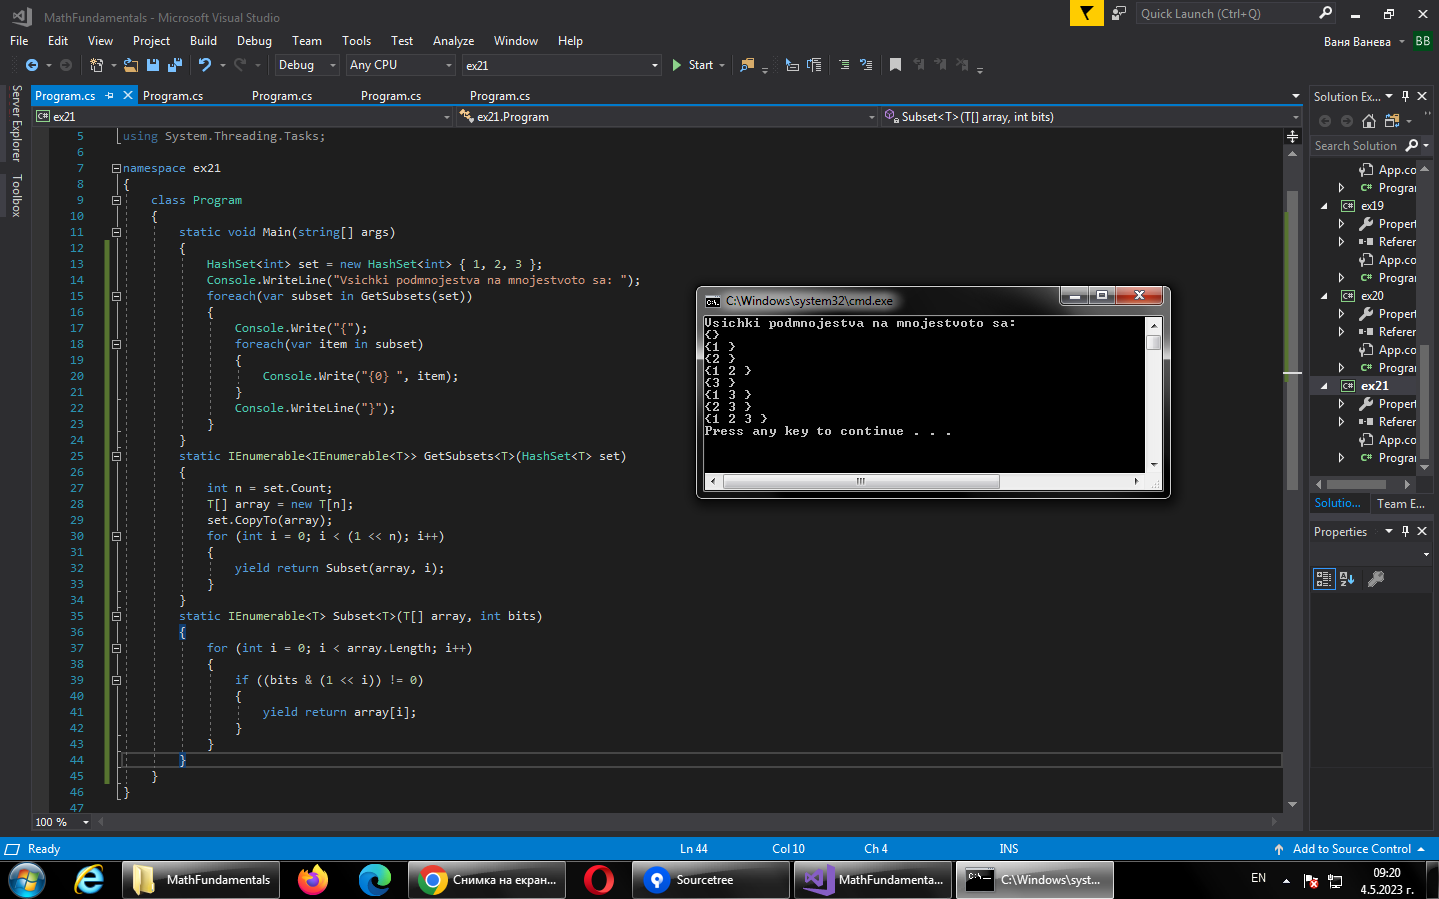 MathFundamentals - Microsoft Visual Studio
Quick Launch (Ctrl+Q)
File Edit View Project Build Debug Team Tools Test Analyze Window Help
Ваня Ванева BB
Debug Any CPU ex21 Start
Server Explorer
Toolbox
Program.cs Program.cs Program.cs Program.cs Program.cs
ex21 ex21.Program Subset<T>(T[] array, int bits)
5 using System.Threading.Tasks;
6
7 namespace ex21
8 {
9 class Program
10 {
11 static void Main(string[] args)
12 {
13 HashSet<int> set = new HashSet<int> { 1, 2, 3 };
14 Console.WriteLine("Vsichki podmnojestva na mnojestvoto sa: ");
15 foreach(var subset in GetSubsets(set))
16 {
17 Console.Write("{");
18 foreach(var item in subset)
19 {
20 Console.Write("{0} ", item);
21 }
22 Console.WriteLine("}");
23 }
24 }
25 static IEnumerable<IEnumerable<T>> GetSubsets<T>(HashSet<T> set)
26 {
27 int n = set.Count;
28 T[] array = new T[n];
29 set.CopyTo(array);
30 for (int i = 0; i < (1 << n); i++)
31 {
32 yield return Subset(array, i);
33 }
34 }
35 static IEnumerable<T> Subset<T>(T[] array, int bits)
36 {
37 for (int i = 0; i < array.Length; i++)
38 {
39 if ((bits & (1 << i)) != 0)
40 {
41 yield return array[i];
42 }
43 }
44 }
45 }
46 }
47
100 %
C:\Windows\system32\cmd.exe
Vsichki podmnojestva na mnojestvoto sa:
{}
{1 }
{2 }
{1 2 }
{3 }
{1 3 }
{2 3 }
{1 2 3 }
Press any key to continue . . .
Solution Ex...
Search Solution
App.co
Progra
ex19
Propert
Referer
App.co
Progra
ex20
Propert
Referer
App.co
Progra
ex21
Propert
Referer
App.co
Progra
Solutio... Team E...
Properties
Ready Ln 44 Col 10 Ch 4 INS Add to Source Control
MathFundamentals Снимка на екран... Sourcetree MathFundamenta... C:\Windows\syst... EN 09:20
4.5.2023 г.